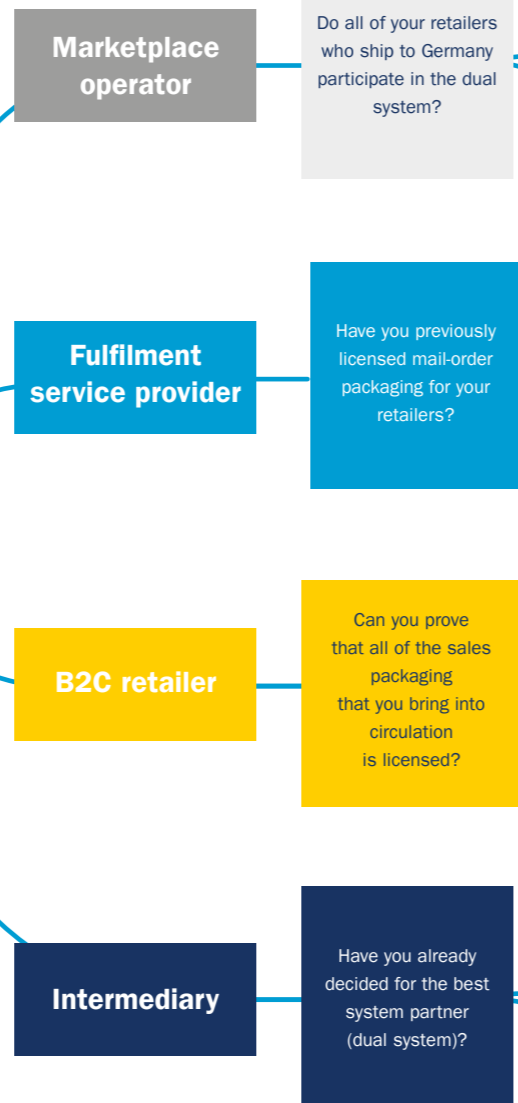 Marketplace
operator
Do all of your retailers
who ship to Germany
participate in the dual
system?
Fulfilment
service provider
Have you previously
licensed mail-order
packaging for your
retailers?
B2C retailer
Can you prove
that all of the sales
packaging
that you bring into
circulation
is licensed?
Intermediary
Have you already
decided for the best
system partner
(dual system)?